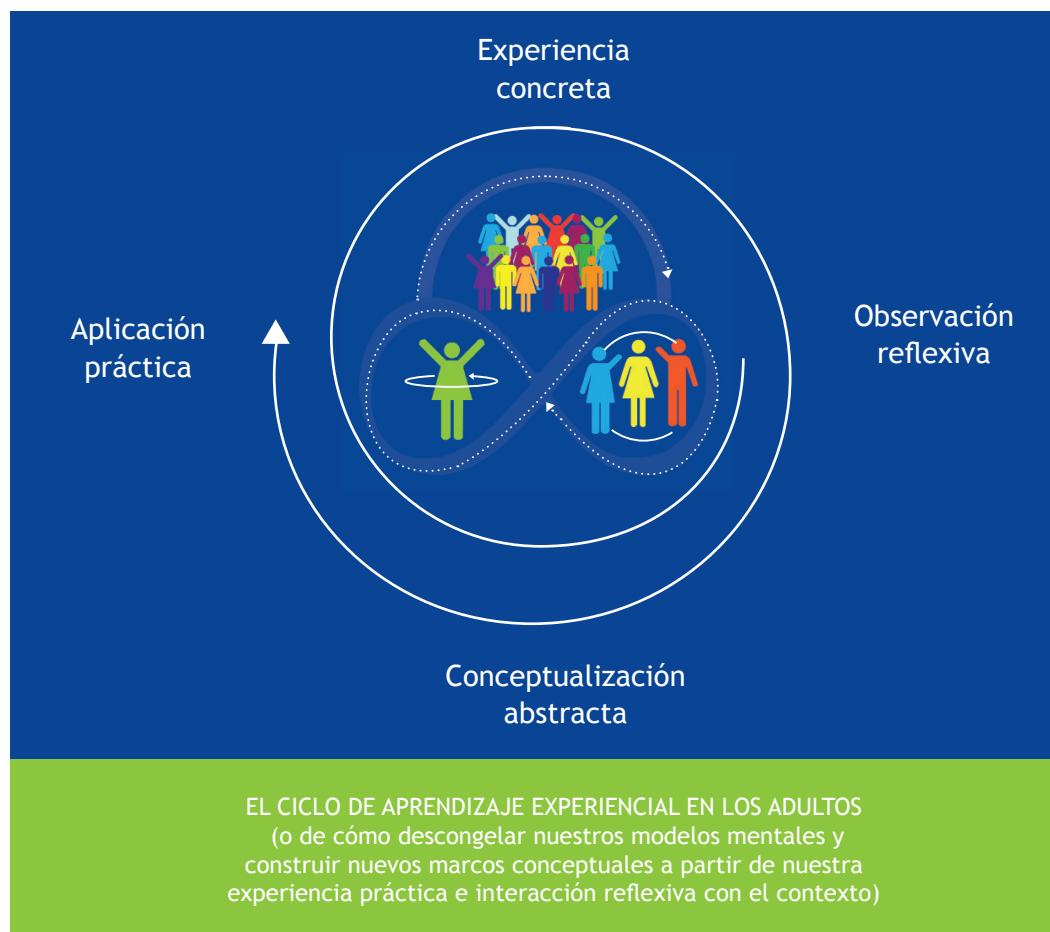 Experiencia
concreta
Aplicación
práctica
Observación
reflexiva
Conceptualización
abstracta
EL CICLO DE APRENDIZAJE EXPERIENCIAL EN LOS ADULTOS
(o de cómo descongelar nuestros modelos mentales y
construir nuevos marcos conceptuales a partir de nuestra
experiencia práctica e interacción reflexiva con el contexto)